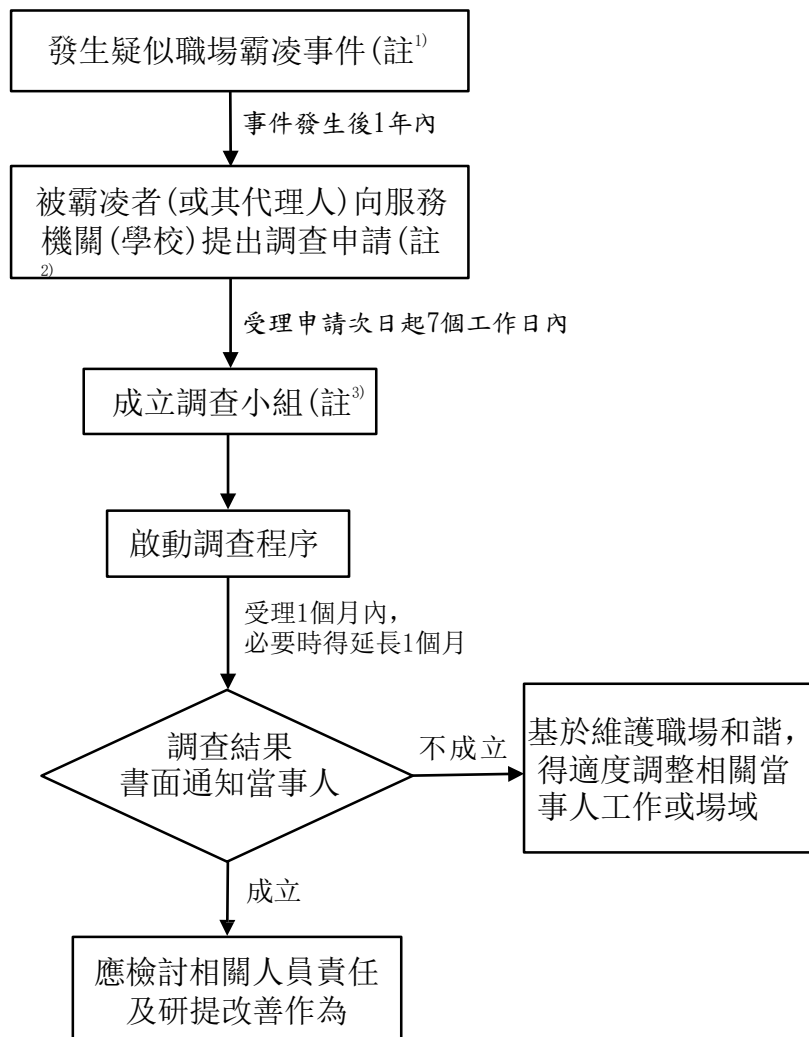 發生疑似職場霸凌事件(註1)
事件發生後1年內
被霸凌者(或其代理人)向服務
機關(學校)提出調查申請(註
2)
受理申請次日起7個工作日內
成立調查小組(註3)
啟動調查程序
受理1個月內，
必要時得延長1個月
調查結果
書面通知當事人
不成立
基於維護職場和諧，
得適度調整相關當
事人工作或場域
成立
應檢討相關人員責任
及研提改善作為